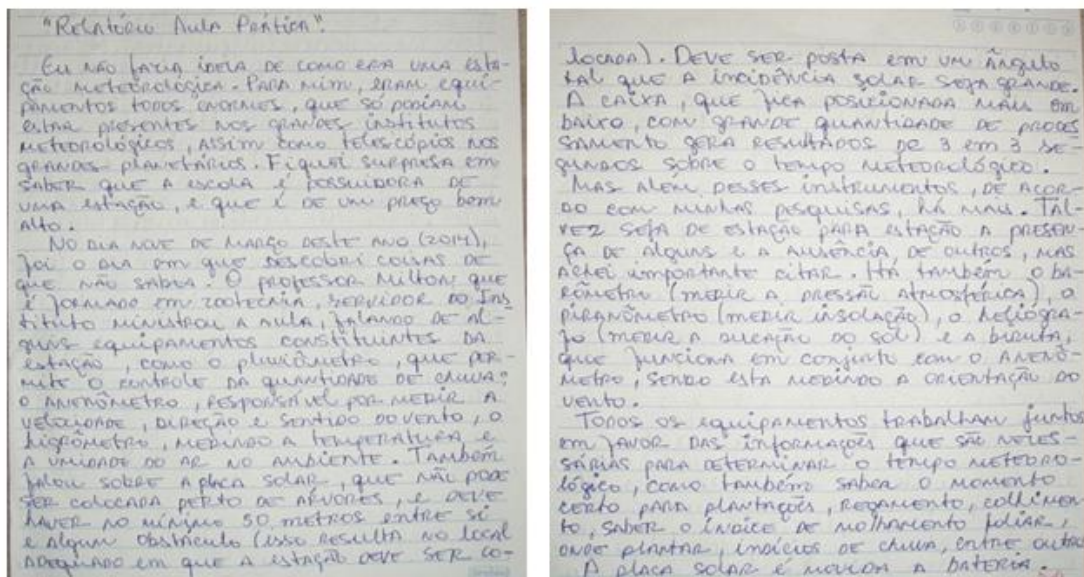 "Relatório Aula Prática".
Eu não fazia ideia de como era uma esta-
ção meteorológica. Para mim, eram equi-
pamentos todos enormes, que só podiam
estar presentes nos grandes institutos
meteorológicos, assim como telescópios nos
grandes planetários. Fiquei surpresa em
saber que a escola é possuidora de
uma estação, e que é de um preço bem
alto.
No dia nove de março deste ano (2014),
foi o dia em que descobri coisas de
que não sabia. O professor Milton que
é formado em zootecnia, servidor do Ins
tituto ministrou a aula, falando de al-
guns equipamentos constituintes da
estação, como o pluviômetro, que per-
mite o controle da quantidade de chuva;
o anemômetro, responsável por medir a
velocidade, direção e sentido do vento, o
higrômetro, medindo a temperatura e
a umidade do ar no ambiente. Também
falou sobre a placa solar, que não pode
ser colocada perto de árvores, e deve
haver no mínimo 50 metros entre si
e algum obstáculo (isso resulta no local
adequado em que a estação deve ser co-
locada). Deve ser posta em um ângulo
tal que a incidência solar seja grande.
A caixa, que fica posicionada mais em
baixo, com grande quantidade de proces
samento gera resultados de 3 em 3 se-
gundos sobre o tempo meteorológico.
Mas alem desses instrumentos, de acor-
do com minhas pesquisas, há mais. Tal-
vez seja de estação para estação a presen-
ça de alguns e a ausência de outros, mas
achei importante citar. Há também o ba-
rômetro (medir a pressão atmosférica), o
piranômetro (medir insolação), o heliógra-
fo (medir a duração do sol) e a biruta,
que funciona em conjunto com o anemô-
metro, sendo esta medindo a orientação do
vento.
Todos os equipamentos trabalham juntos
em favor das informações que são neces-
sárias para determinar o tempo meteoro-
lógico, como também saber o momento
certo para plantações, regamento, colhimen-
to, saber o índice de molhamento foliar,
onde plantar, indícios de chuva, entre outro
A placa solar é movida a bateria.